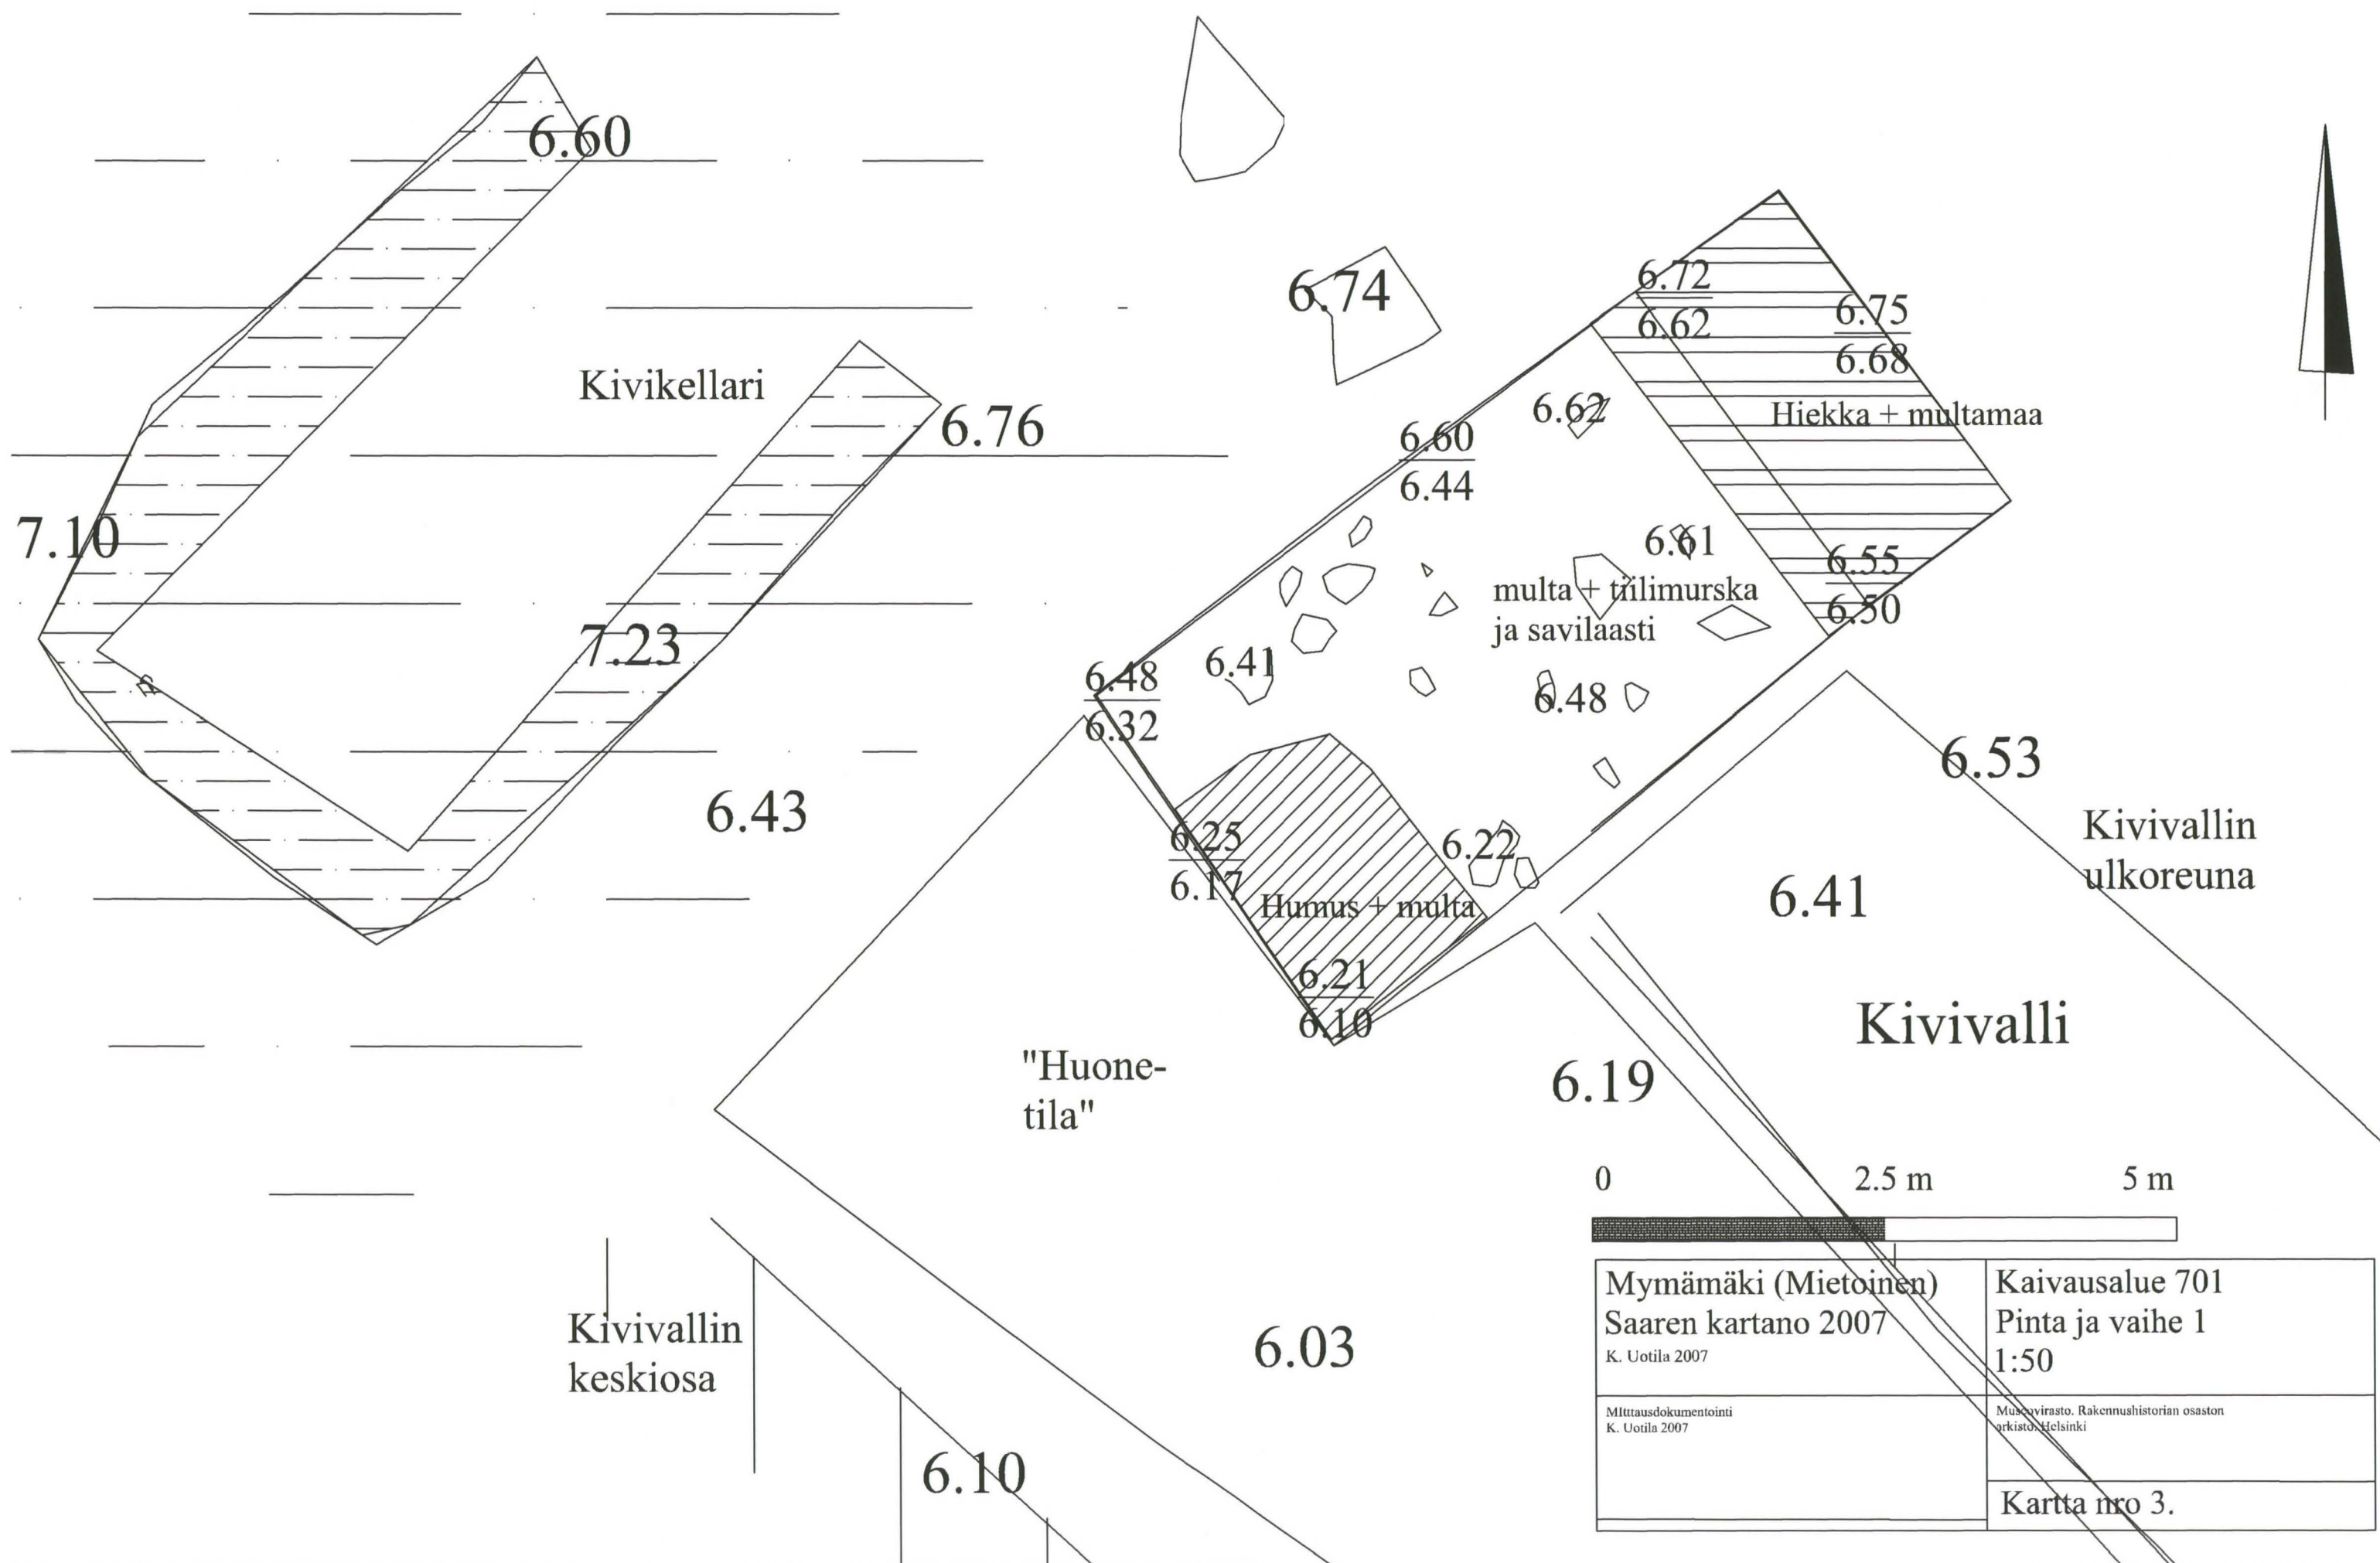 6.60
6.74
6.72
6.62
6.75
6.68
Kivikellari
6.76
6.62
Hiekka + multamaa
6.60
6.44
7.10
6.61
6.55
6.50
multa + tiilimurska
ja savilaasti
7.23
6.41
6.48
6.32
6.48
6.43
6.53
Kivivallin
ulkoreuna
6.25
6.17
6.22
6.41
Humus + multa
6.21
6.10
Kivivalli
"Huone-
tila"
6.19
0 2.5 m 5 m
Kivivallin
keskiosa
6.03
6.10
Mymämäki (Mietoinen)
Saaren kartano 2007
K. Uotila 2007
Kaivausalue 701
Pinta ja vaihe 1
1:50
MItttausdokumentointi
K. Uotila 2007
Museovirasto. Rakennushistorian osaston
arkisto. Helsinki
Kartta nro 3.